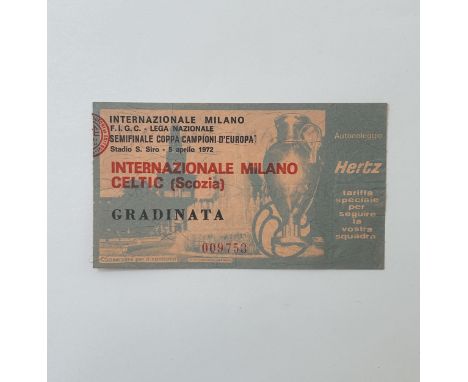 INTERNAZIONALE MILANO
F.I.G.C. - LEGA NAZIONALE
SEMIFINALE COPPA CAMPIONI D'EUROPA
Stadio S. Siro - 5 aprile 1972
INTERNAZIONALE MILANO
CELTIC (Scozia)
GRADINATA
009753
Autonoleggio
Hertz
tariffa
speciale
per
seguire
la
vostra
squadra